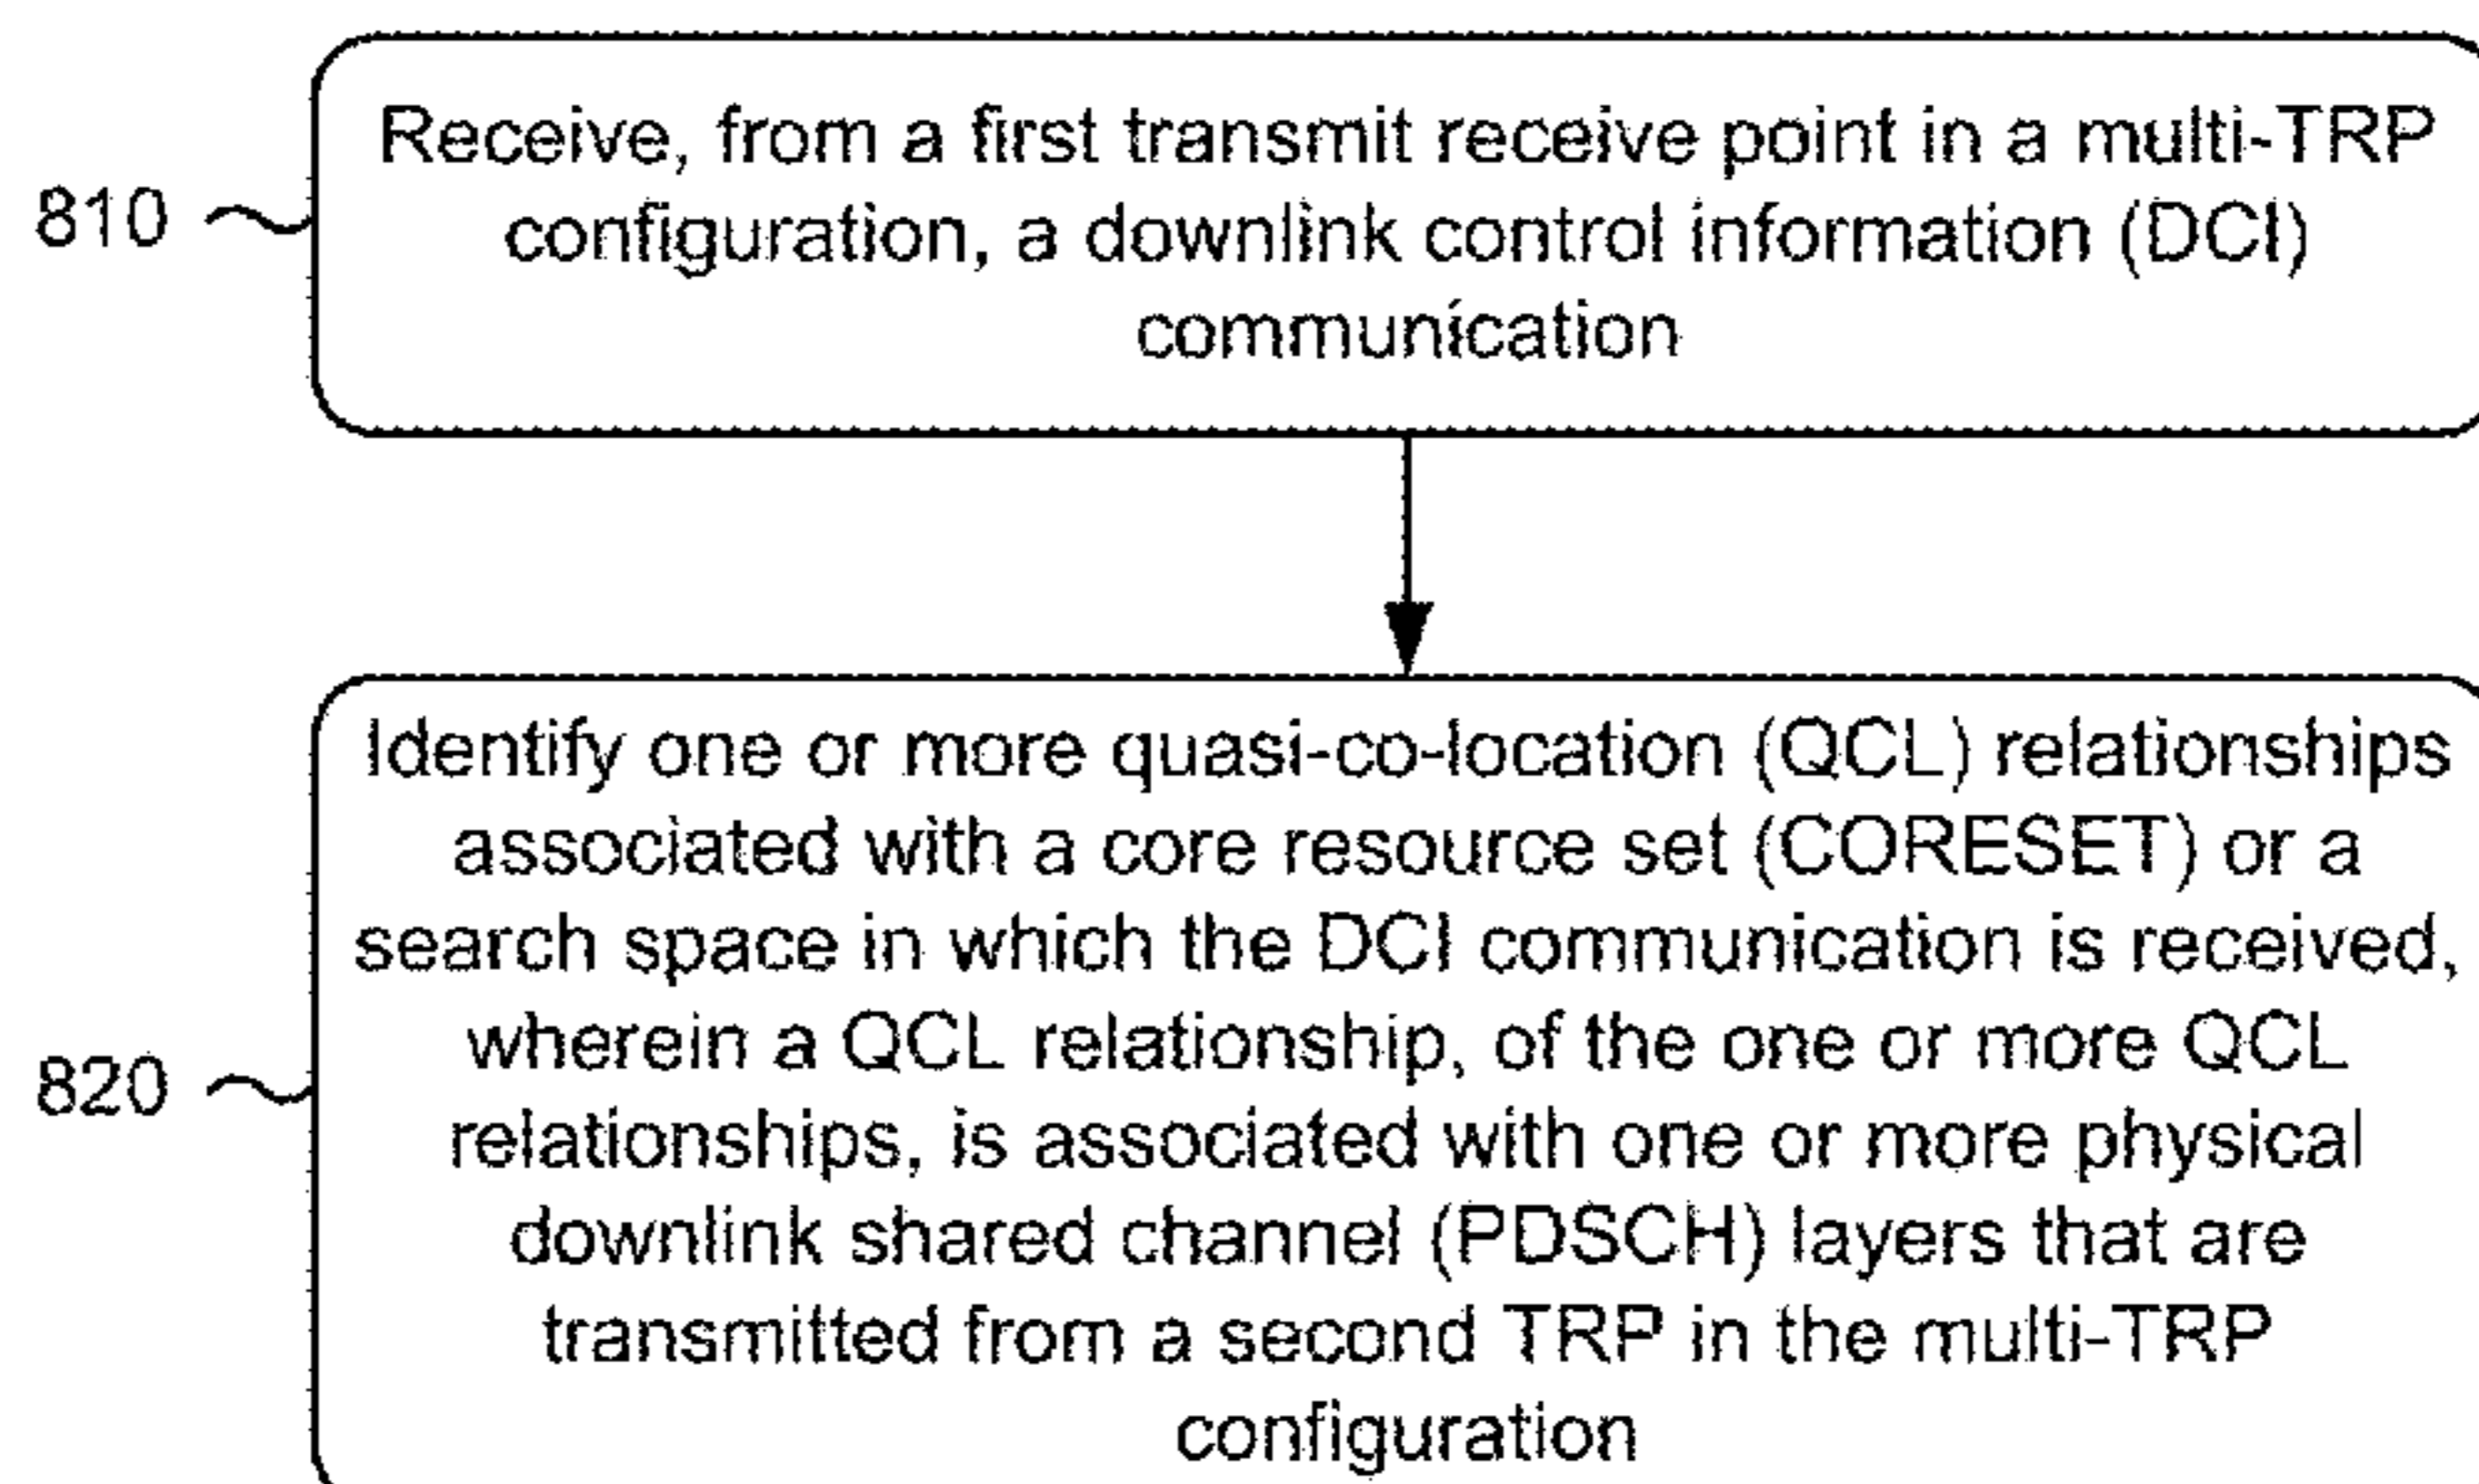 Receive, from a first transmit receive point in a multi-TRP
810
configuration, a downlink control information (DCI)
communication
Identify one or more quasi-co-location (QCL) relationships
associated with a core resource set (CORESET) or a
search space in which the DCI communication is received,
wherein a QCL relationship, of the one or more QCL
820
relationships, is associated with one or more physical
downlink shared channel (PDSCH) layers that are
transmitted from a second TRP in the multi-TRP
configuration